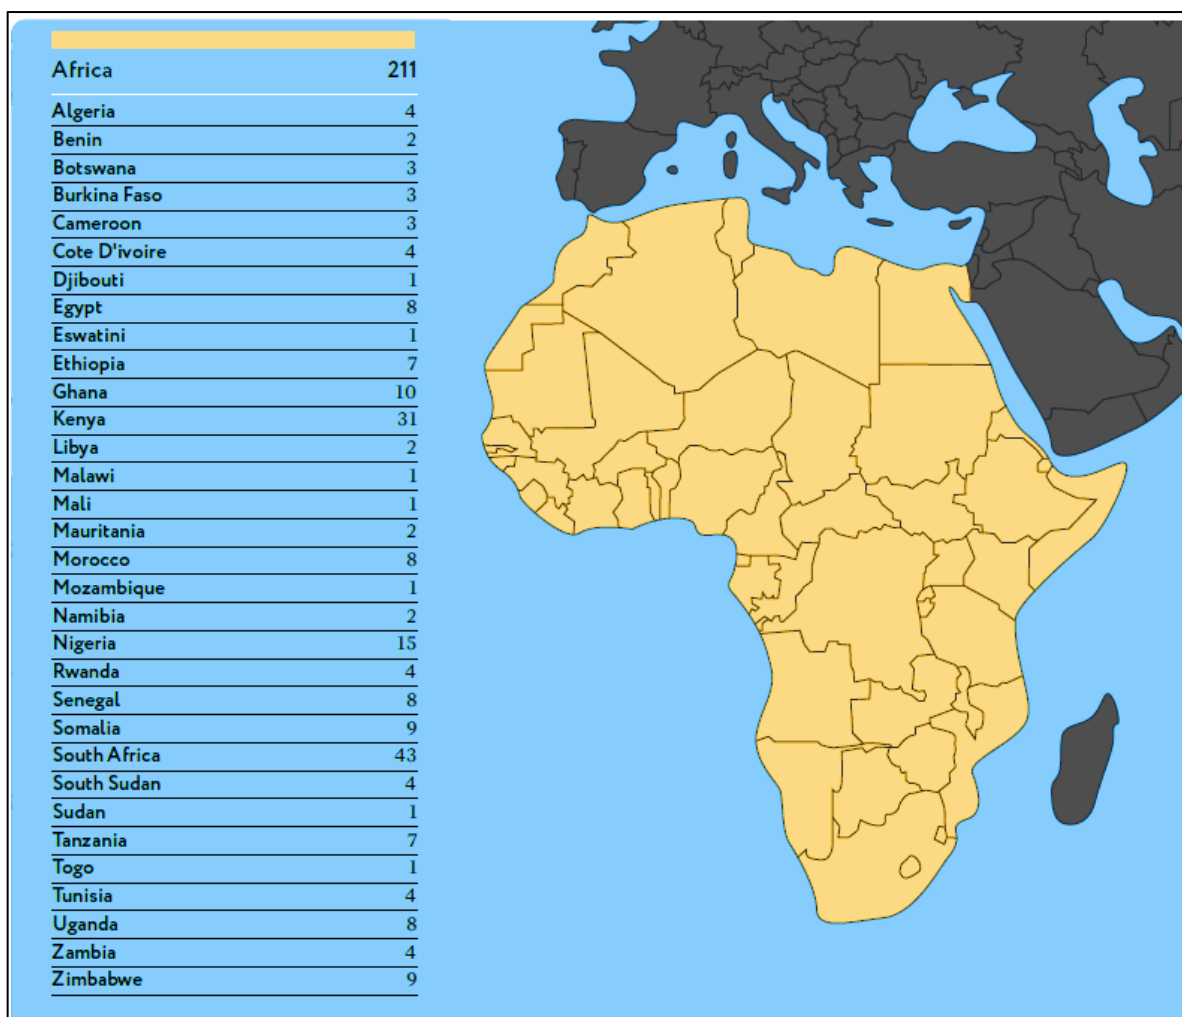 Africa 211
Algeria 4
Benin 2
Botswana 3
Burkina Faso 3
Cameroon 3
Cote D'ivoire 4
Djibouti 1
Egypt 8
Eswatini 1
Ethiopia 7
Ghana 10
Kenya 31
Libya 2
Malawi 1
Mali 1
Mauritania 2
Morocco 8
Mozambique 1
Namibia 2
Nigeria 15
Rwanda 4
Senegal 8
Somalia 9
South Africa 43
South Sudan 4
Sudan 1
Tanzania 7
Togo 1
Tunisia 4
Uganda 8
Zambia 4
Zimbabwe 9